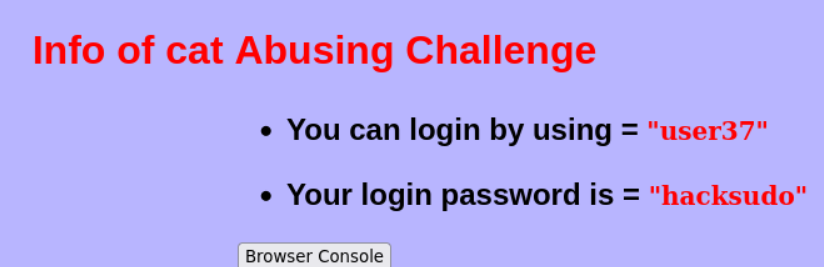 Info of cat Abusing Challenge
• You can login by using = "user37"
• Your login password is = "hacksudo"
Browser Console